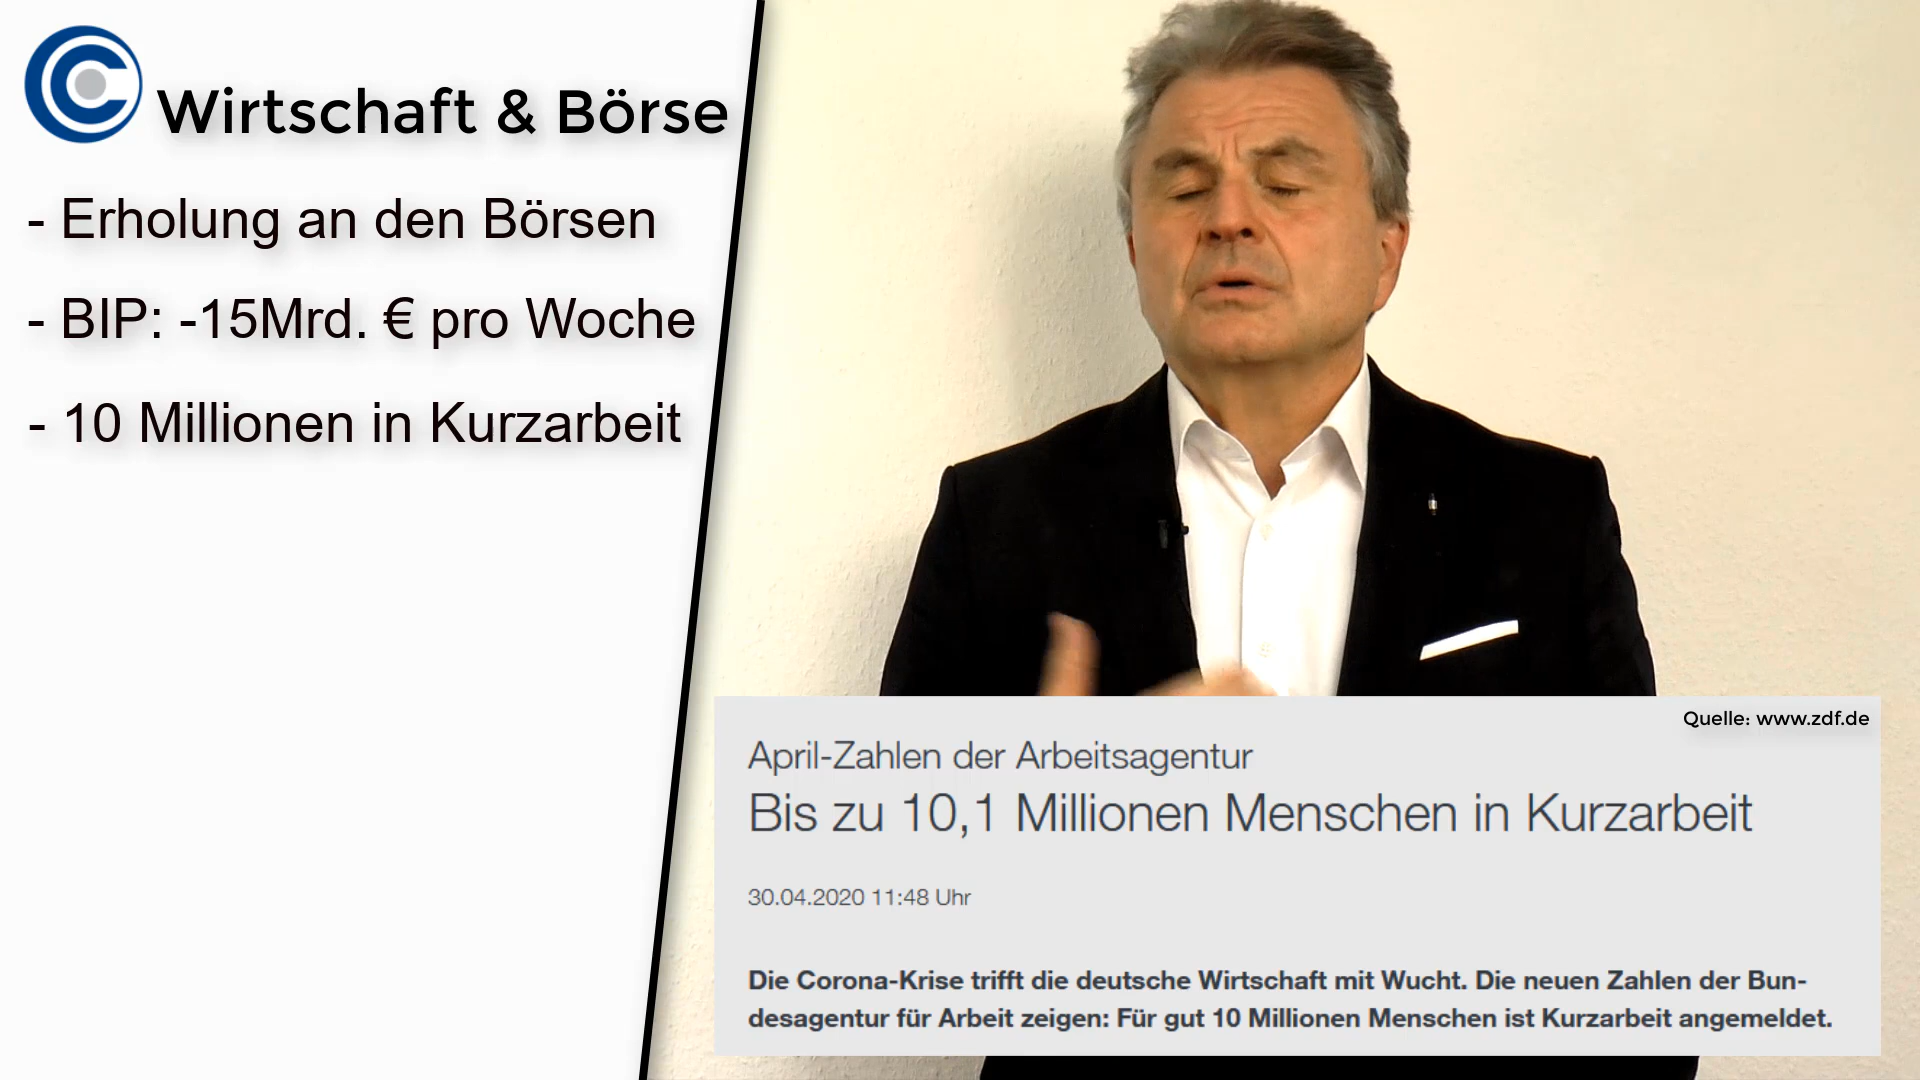 Wirtschaft & Börse
- Erholung an den Börsen
- BIP: -15Mrd. € pro Woche
- 10 Millionen in Kurzarbeit
Quelle: www.zdf.de
April-Zahlen der Arbeitsagentur
Bis zu 10,1 Millionen Menschen in Kurzarbeit
30.04.2020 11:48 Uhr
Die Corona-Krise trifft die deutsche Wirtschaft mit Wucht. Die neuen Zahlen der Bun-
desagentur für Arbeit zeigen: Für gut 10 Millionen Menschen ist Kurzarbeit angemeldet.